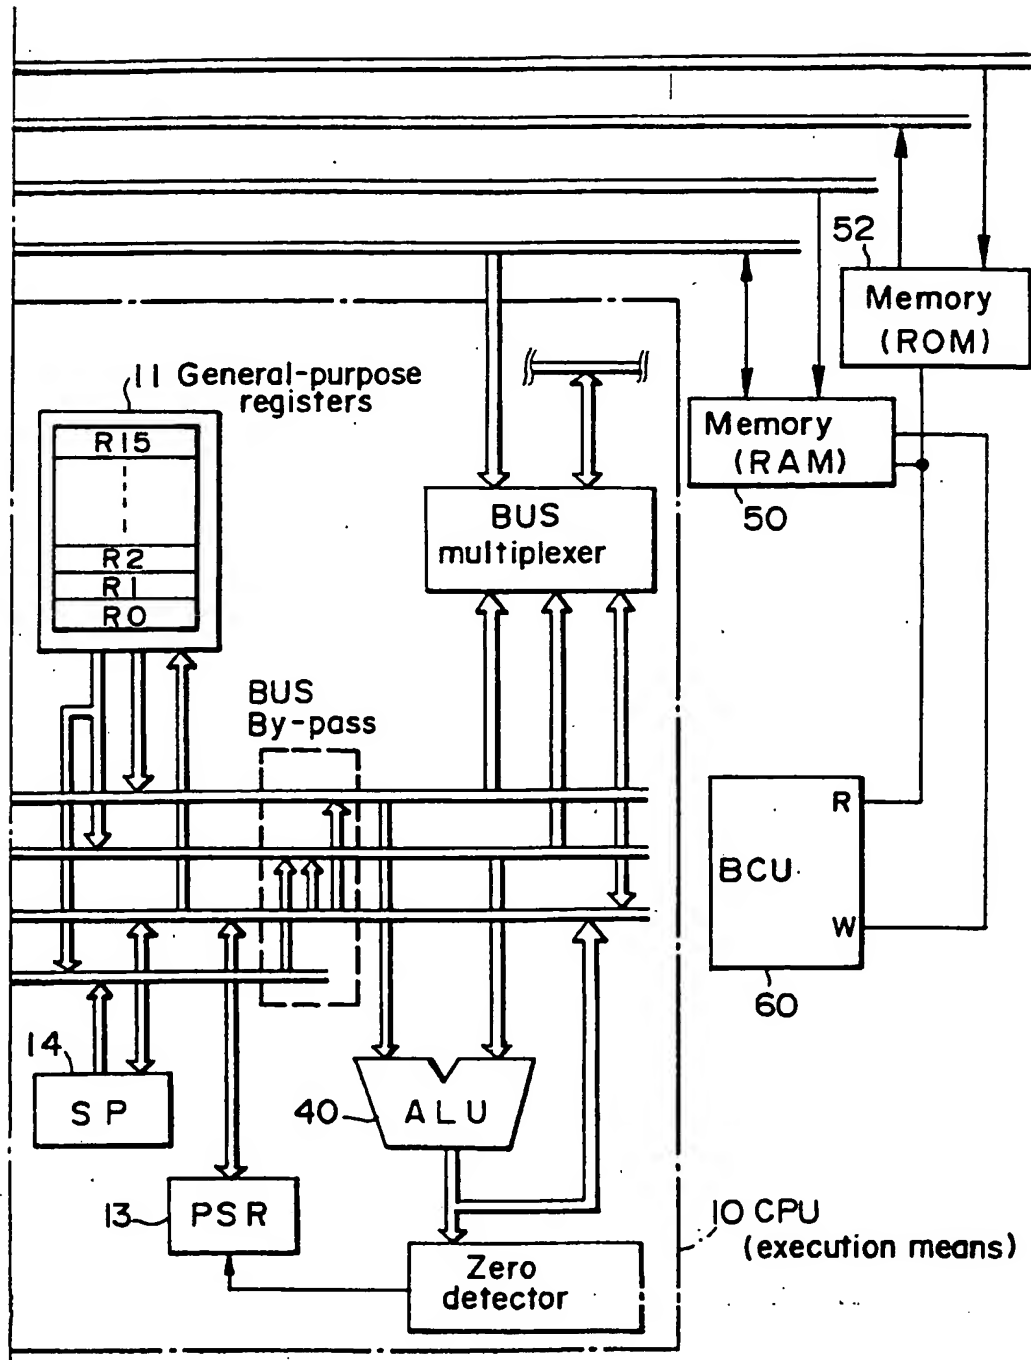 52
Memory
(ROM)
11 General-purpose
registers
R15
R2
R1
R0
Memory
(RAM)
50
BUS
multiplexer
BUS
By-pass
R
BCU
W
60
14
SP
40
ALU
13
PSR
Zero
detector
10 CPU
(execution means)